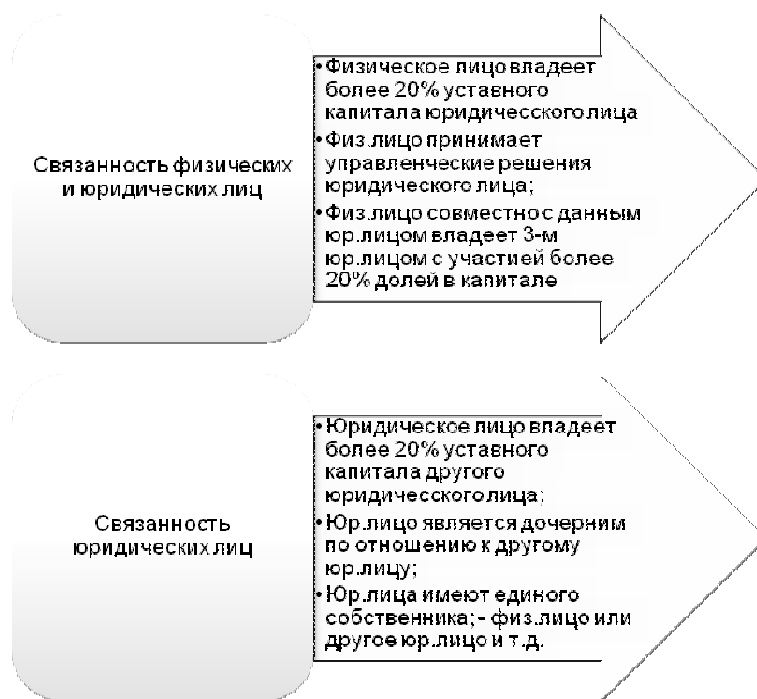 Связанность физических
и юридических лиц
• Физическое лицо владеет
более 20% уставного
капитала юридичесского лица
• Физ.лицо принимает
управленческие решения
юридического лица;
• Физ.лицо совместно с данным
юр.лицом владеет 3-м
юр.лицом с участией более
20% долей в капитале
Связанность
юридических лиц
• Юридическое лицо владеет
более 20% уставного
капитала другого
юридичесского лица;
• Юр.лицо является дочерним
по отношению к другому
юр.лицу;
• Юр.лица имеют единого
собственника; - физ.лицо или
другое юр.лицо и т.д.